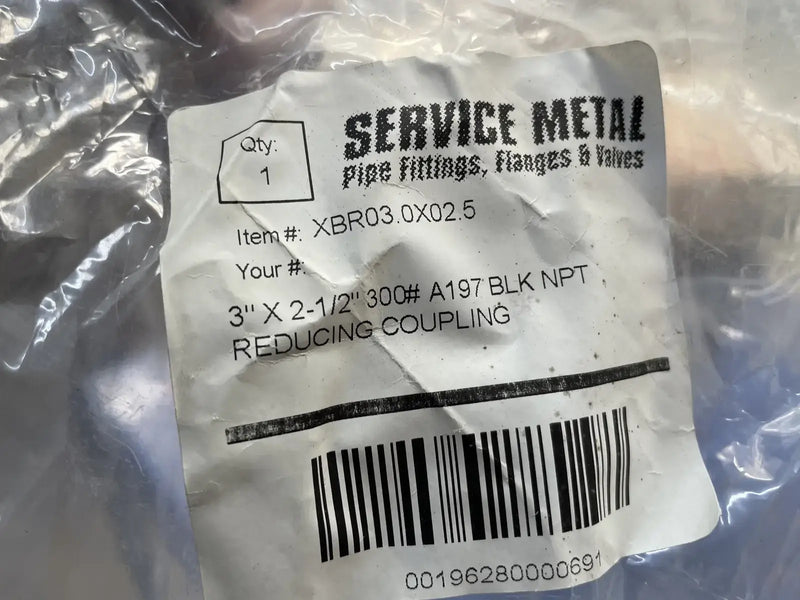 SERVICE METAL
Pipe Fittings, Flanges & Valves
Qty:
1
Item #: XBR03.0X02.5
Your #:
3" X 2-1/2" 300# A197 BLK NPT
REDUCING COUPLING
00196280000691